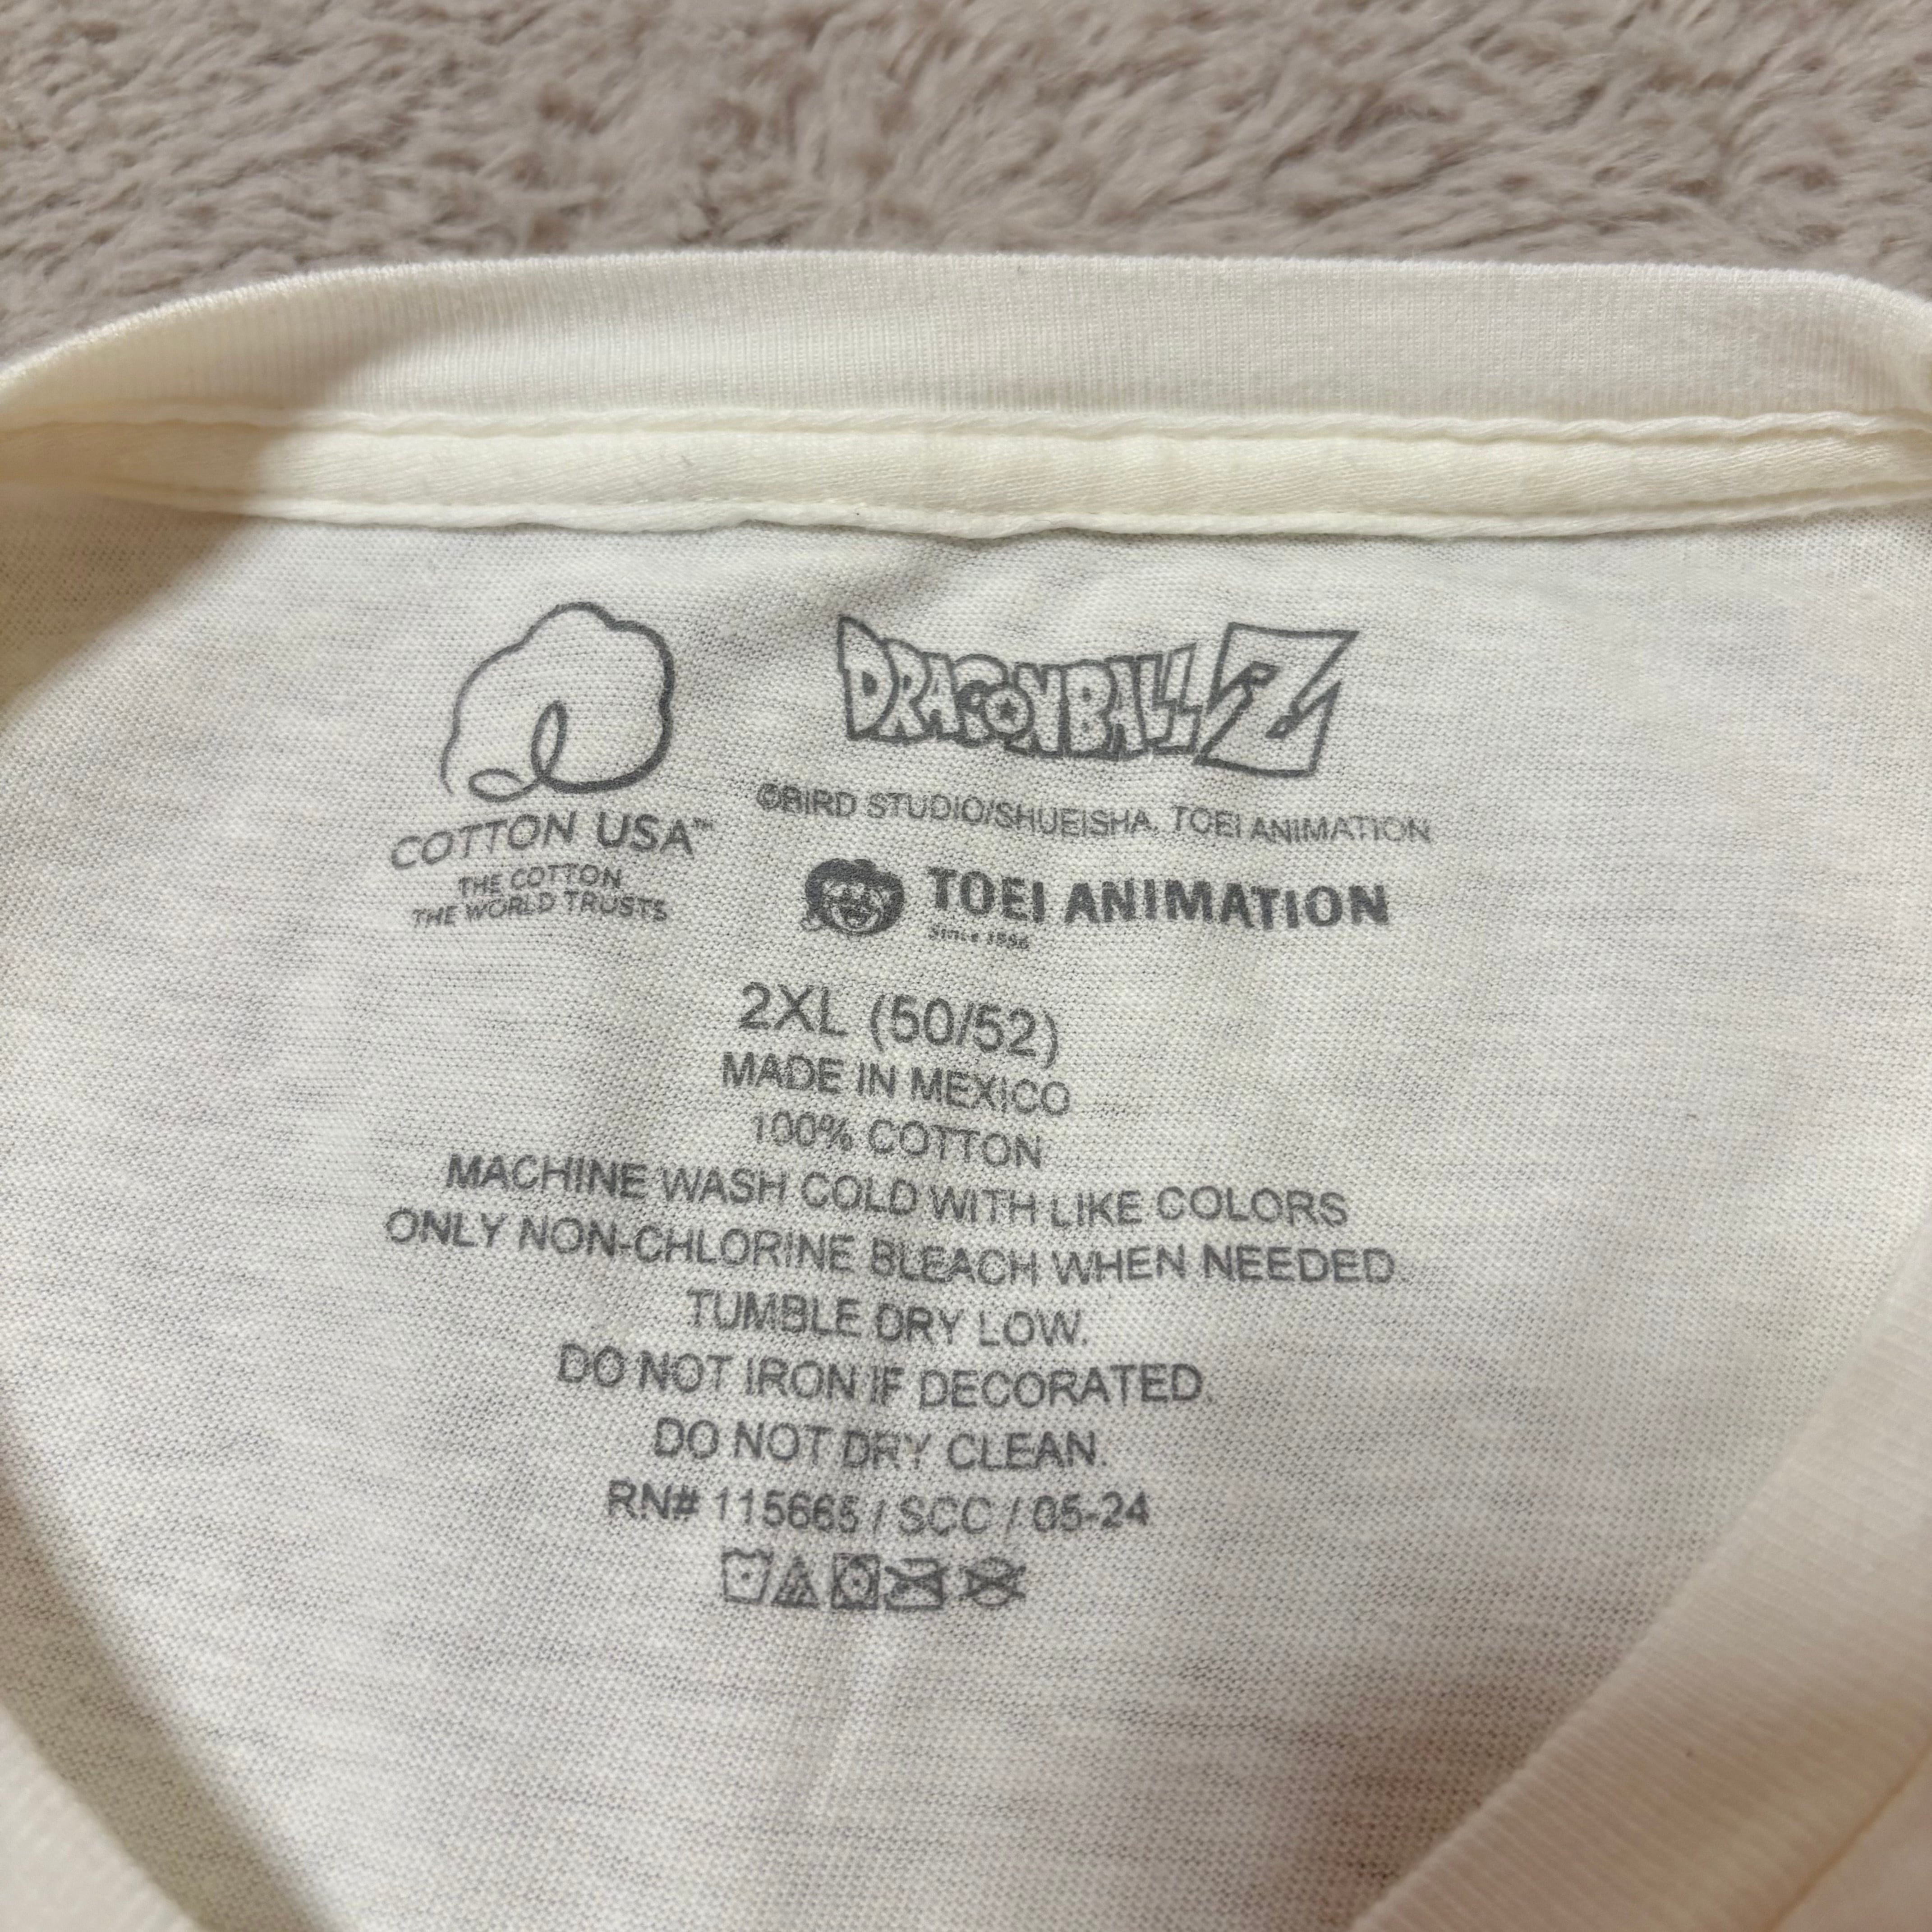 COTTON USA™
THE COTTON
THE WORLD TRUSTS
DRAGONBALL Z
©BIRD STUDIO/SHUEISHA, TOEI ANIMATION
TOEI ANIMATION
Since 1956
2XL (50/52)
MADE IN MEXICO
100% COTTON
MACHINE WASH COLD WITH LIKE COLORS
ONLY NON-CHLORINE BLEACH WHEN NEEDED.
TUMBLE DRY LOW.
DO NOT IRON IF DECORATED.
DO NOT DRY CLEAN.
RN# 115665 / SCC / 05-24